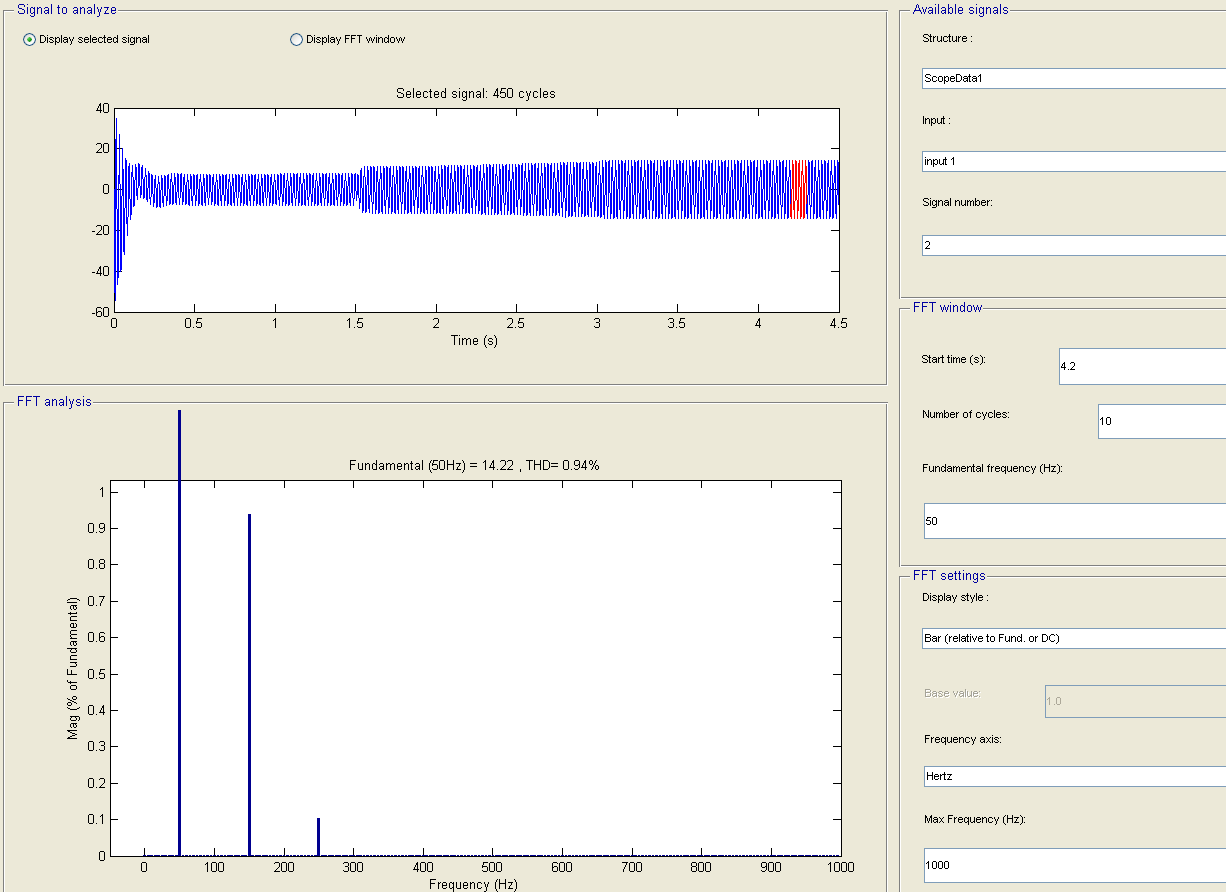 Signal to analyze
Display selected signal
Display FFT window
Selected signal: 450 cycles
40
20
0
-20
-40
-60
0
0.5
1
1.5
2
2.5
3
3.5
4
4.5
Time (s)
FFT analysis
Fundamental (50Hz) = 14.22 , THD= 0.94%
1
0.9
0.8
0.7
0.6
0.5
0.4
0.3
0.2
0.1
0
Mag (% of Fundamental)
0
100
200
300
400
500
600
700
800
900
1000
Frequency (Hz)
Available signals
Structure :
ScopeData1
Input :
input 1
Signal number:
2
FFT window
Start time (s):
4.2
Number of cycles:
10
Fundamental frequency (Hz):
50
FFT settings
Display style :
Bar (relative to Fund. or DC)
Base value:
1.0
Frequency axis:
Hertz
Max Frequency (Hz):
1000